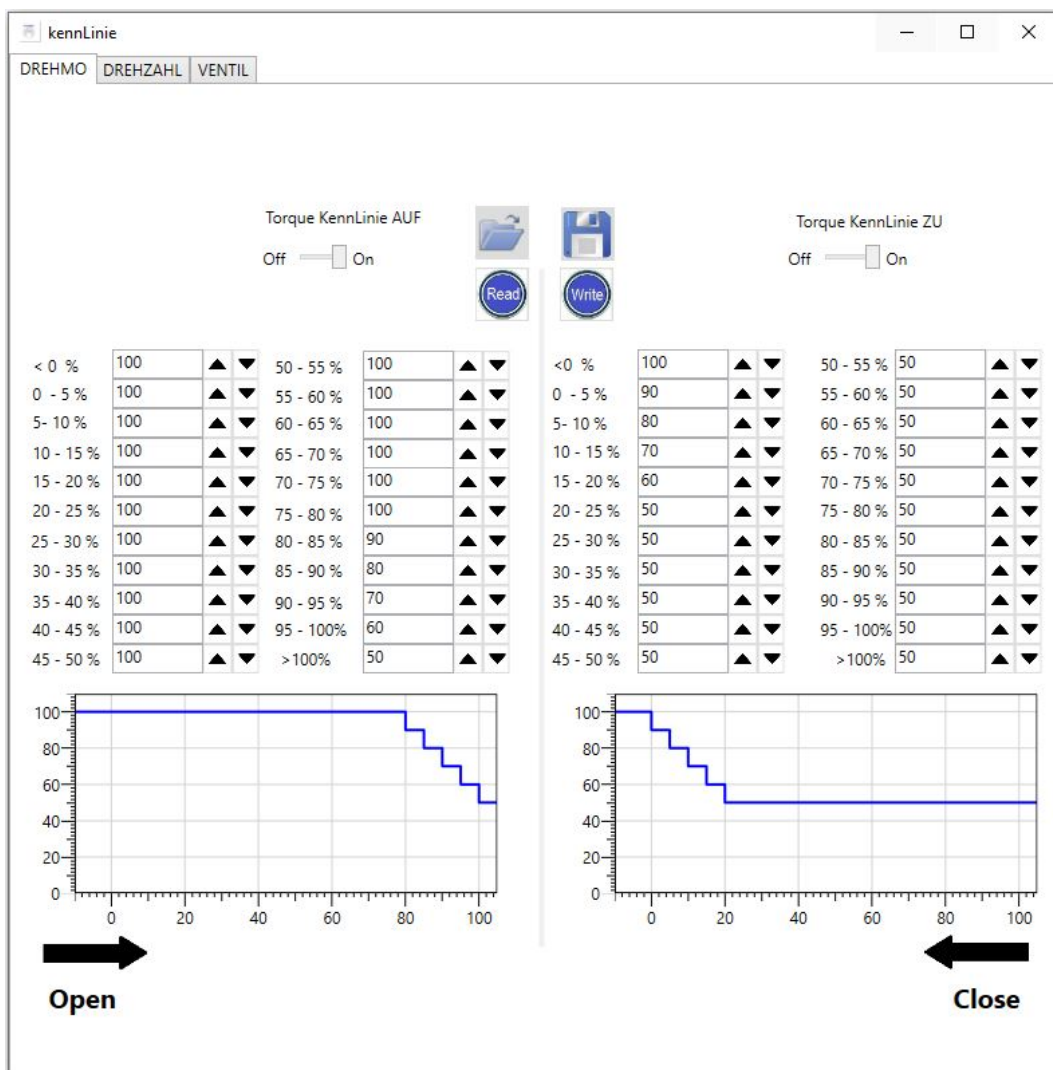 kennLinie
DREHMO DREHZAHL VENTIL
Torque KennLinie AUF
Off On
Torque KennLinie ZU
Off On
Read Write
< 0 % 100 50 - 55 % 100
0 - 5 % 100 55 - 60 % 100
5- 10 % 100 60 - 65 % 100
10 - 15 % 100 65 - 70 % 100
15 - 20 % 100 70 - 75 % 100
20 - 25 % 100 75 - 80 % 100
25 - 30 % 100 80 - 85 % 90
30 - 35 % 100 85 - 90 % 80
35 - 40 % 100 90 - 95 % 70
40 - 45 % 100 95 - 100% 60
45 - 50 % 100 >100% 50
<0 % 100 50 - 55 % 50
0 - 5 % 90 55 - 60 % 50
5- 10 % 80 60 - 65 % 50
10 - 15 % 70 65 - 70 % 50
15 - 20 % 60 70 - 75 % 50
20 - 25 % 50 75 - 80 % 50
25 - 30 % 50 80 - 85 % 50
30 - 35 % 50 85 - 90 % 50
35 - 40 % 50 90 - 95 % 50
40 - 45 % 50 95 - 100% 50
45 - 50 % 50 >100% 50
100
80
60
40
20
0
0 20 40 60 80 100
100
80
60
40
20
0
0 20 40 60 80 100
Open
Close